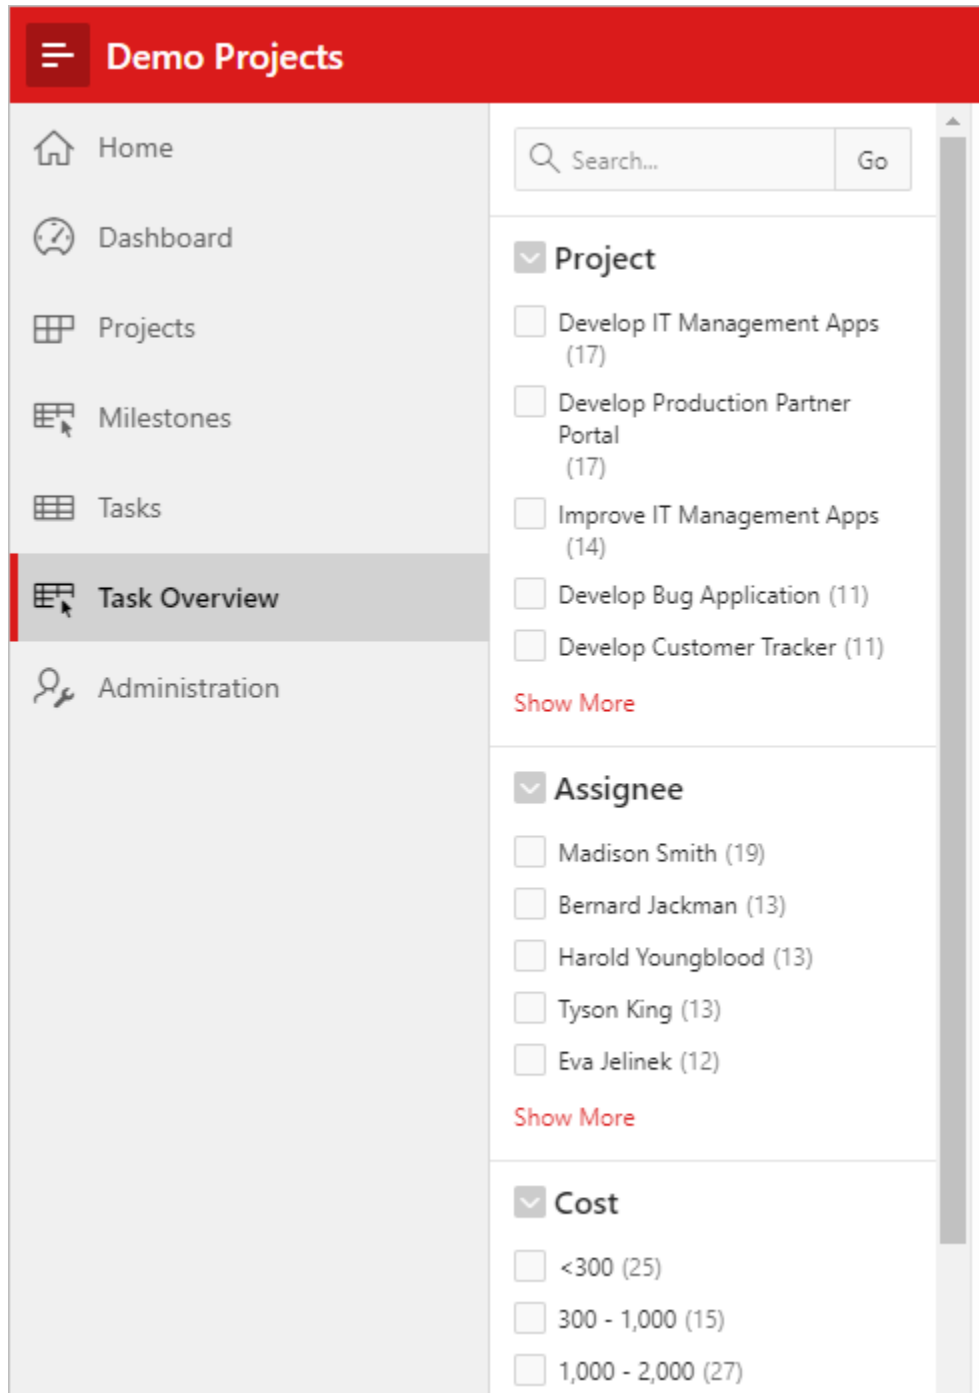 Demo Projects
Home
Dashboard
Projects
Milestones
Tasks
Task Overview
Administration
Search...
Go
Project
Develop IT Management Apps
(17)
Develop Production Partner
Portal
(17)
Improve IT Management Apps
(14)
Develop Bug Application (11)
Develop Customer Tracker (11)
Show More
Assignee
Madison Smith (19)
Bernard Jackman (13)
Harold Youngblood (13)
Tyson King (13)
Eva Jelinek (12)
Show More
Cost
<300 (25)
300 - 1,000 (15)
1,000 - 2,000 (27)